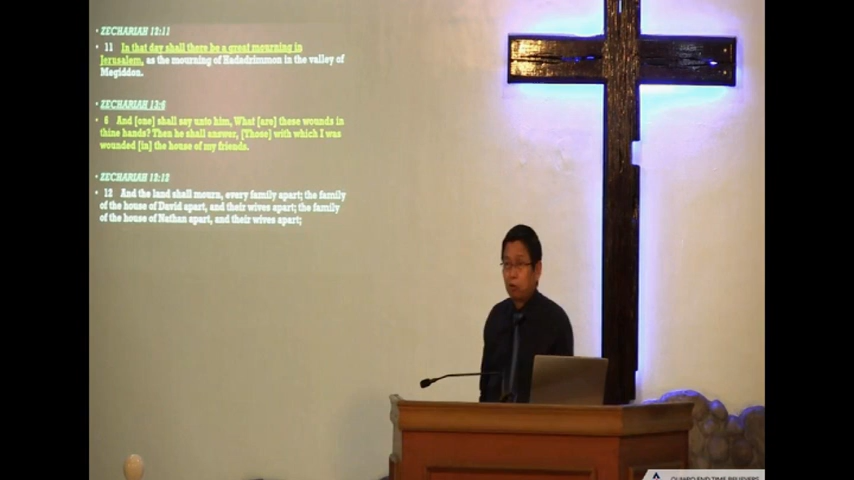 • ZECHARIAH 12:11
• 11 In that day shall there be a great mourning in
Jerusalem, as the mourning of Hadadrimmon in the valley of
Megiddon.
• ZECHARIAH 13:6
• 6 And [one] shall say unto him, What [are] these wounds in
thine hands? Then he shall answer, [Those] with which I was
wounded [in] the house of my friends.
• ZECHARIAH 12:12
• 12 And the land shall mourn, every family apart; the family
of the house of David apart, and their wives apart; the family
of the house of Nathan apart, and their wives apart;
END TIME BELIEVERS